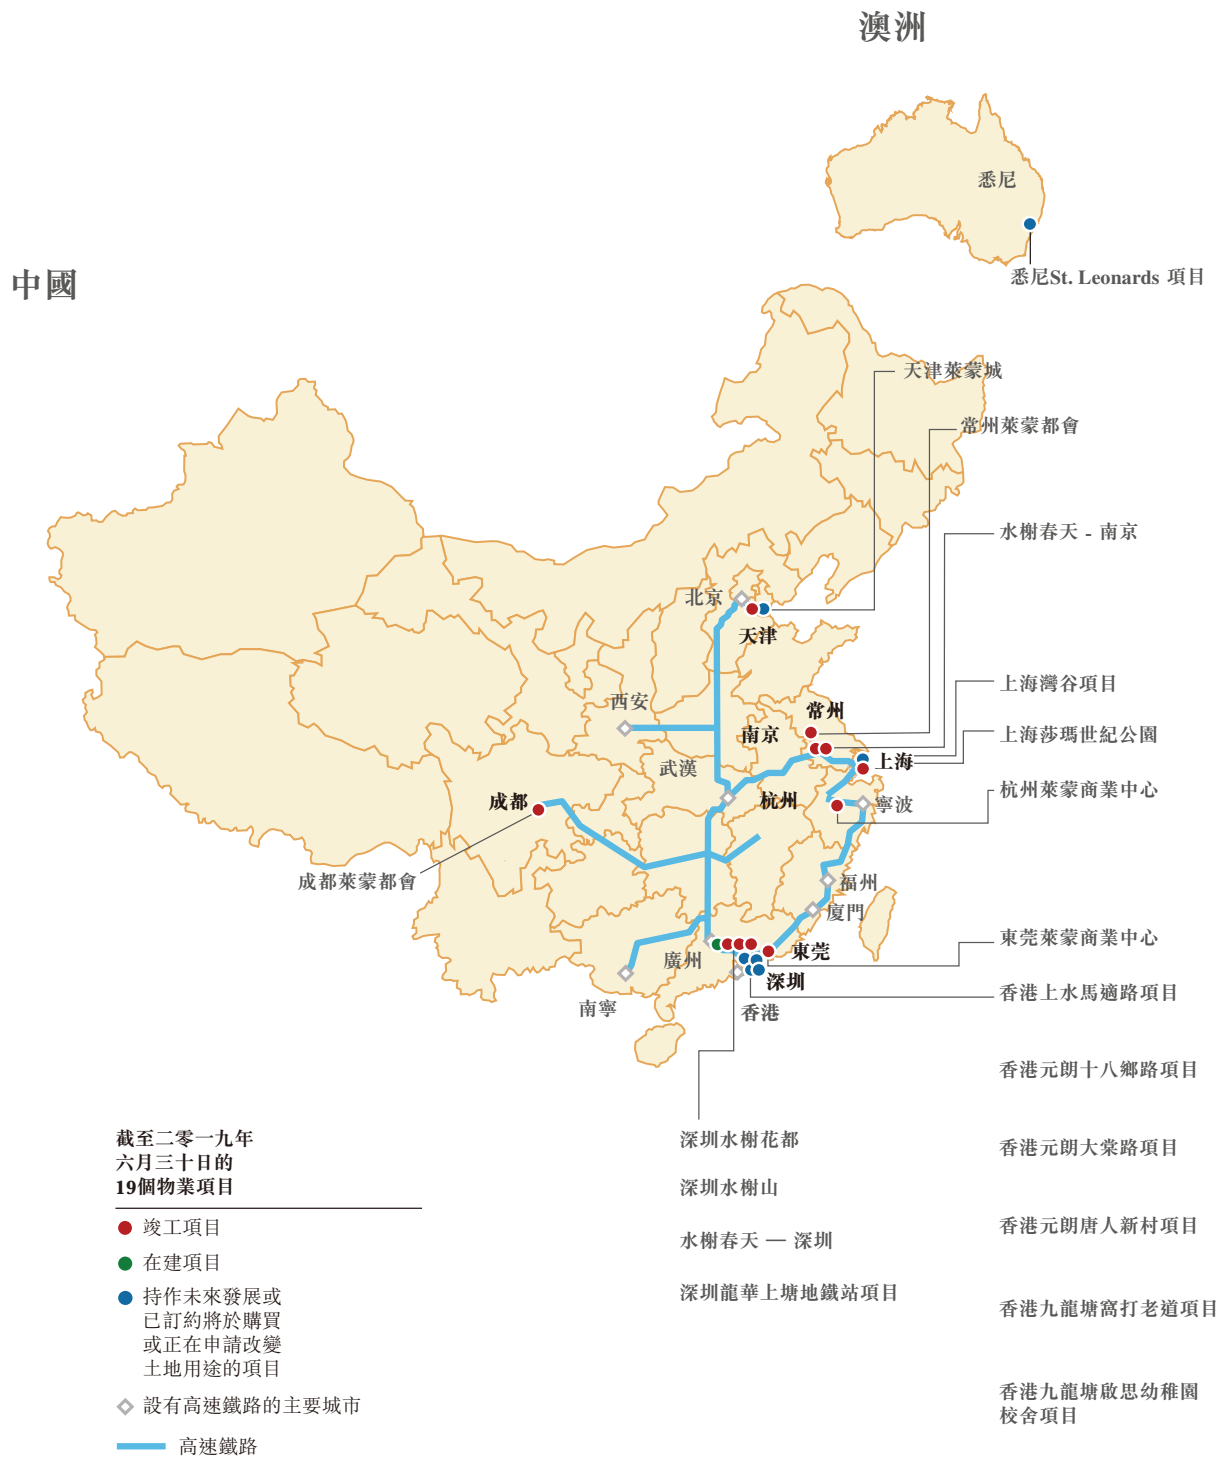 澳洲
悉尼
悉尼St. Leonards 項目
中國
天津萊蒙城
常州萊蒙都會
水榭春天 - 南京
北京
天津
上海灣谷項目
西安
常州
南京
上海莎瑪世紀公園
武漢
上海
杭州萊蒙商業中心
成都
杭州
寧波
成都萊蒙都會
福州
廈門
東莞萊蒙商業中心
東莞
廣州
深圳
香港上水馬適路項目
南寧
香港
香港元朗十八鄉路項目
深圳水榭花都
香港元朗大棠路項目
深圳水榭山
香港元朗唐人新村項目
水榭春天 — 深圳
深圳龍華上塘地鐵站項目
香港九龍塘窩打老道項目
香港九龍塘啟思幼稚園
校舍項目
截至二零一九年
六月三十日的
19個物業項目
竣工項目
在建項目
持作未來發展或
已訂約將於購買
或正在申請改變
土地用途的項目
設有高速鐵路的主要城市
高速鐵路